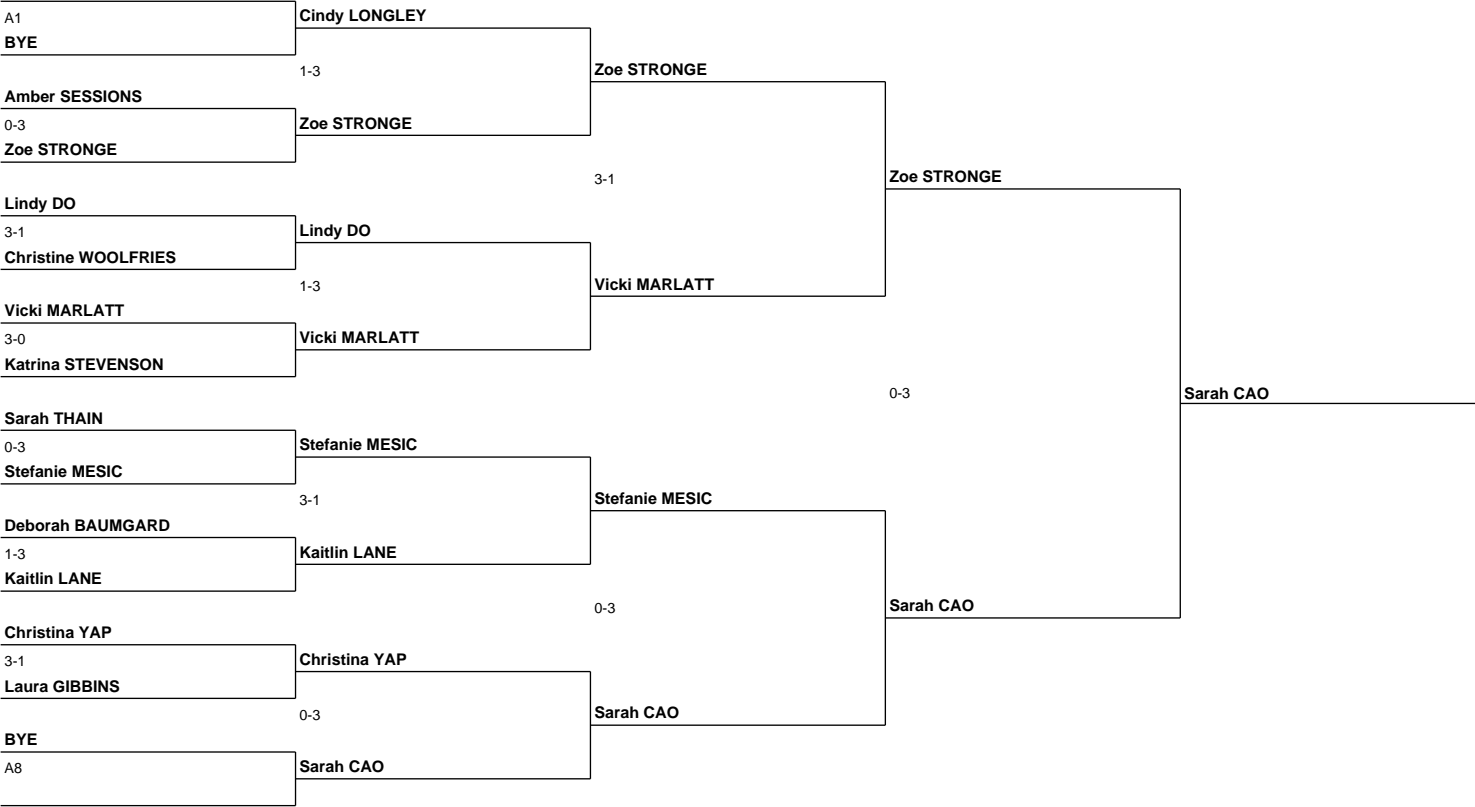 A1
BYE
Cindy LONGLEY
1-3
Amber SESSIONS
0-3
Zoe STRONGE
Zoe STRONGE
Zoe STRONGE
3-1
Lindy DO
3-1
Christine WOOLFRIES
Lindy DO
1-3
Vicki MARLATT
3-0
Katrina STEVENSON
Vicki MARLATT
Vicki MARLATT
Zoe STRONGE
0-3
Sarah THAIN
0-3
Stefanie MESIC
Stefanie MESIC
3-1
Deborah BAUMGARD
1-3
Kaitlin LANE
Kaitlin LANE
Stefanie MESIC
0-3
Christina YAP
3-1
Laura GIBBINS
Christina YAP
0-3
BYE
A8
Sarah CAO
Sarah CAO
Sarah CAO
Sarah CAO